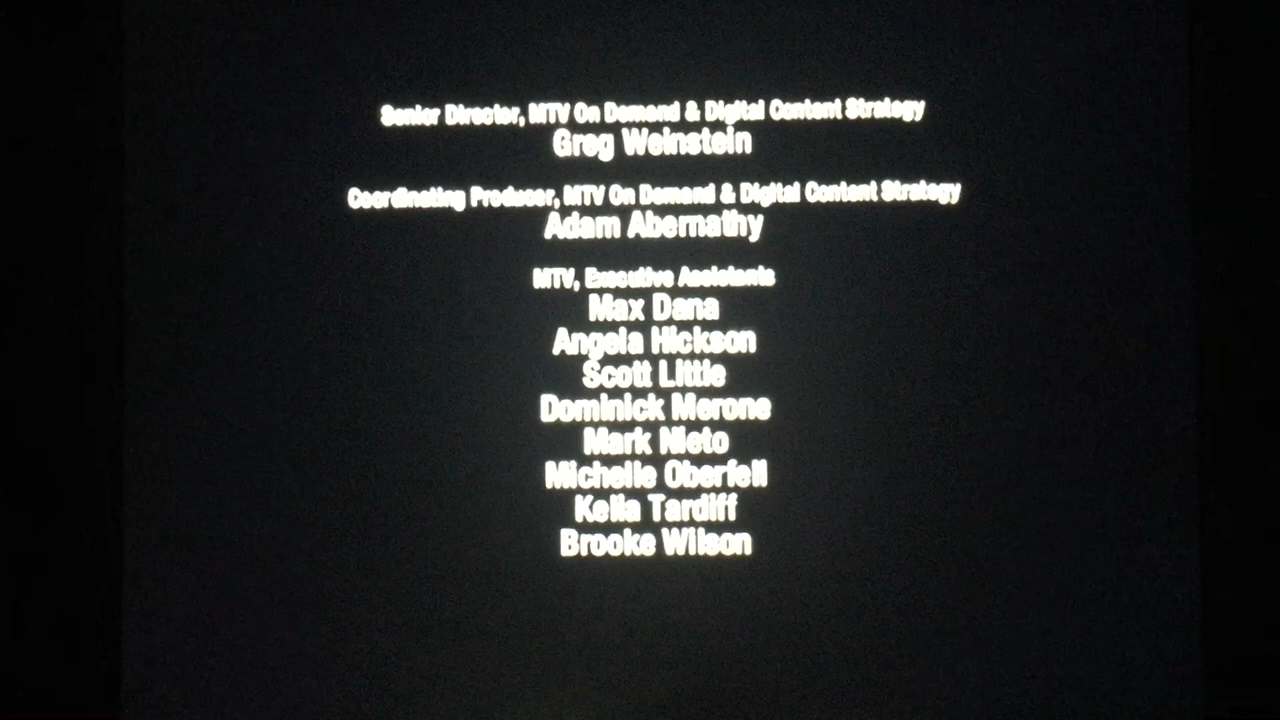 Senior Director, MTV On Demand & Digital Content Strategy
Greg Weinstein
Coordinating Producer, MTV On Demand & Digital Content Strategy
Adam Abernathy
MTV, Executive Assistants
Max Dana
Angela Hickson
Scott Little
Dominick Merone
Mark Nieto
Michelle Oberfell
Kelia Tardiff
Brooke Wilson